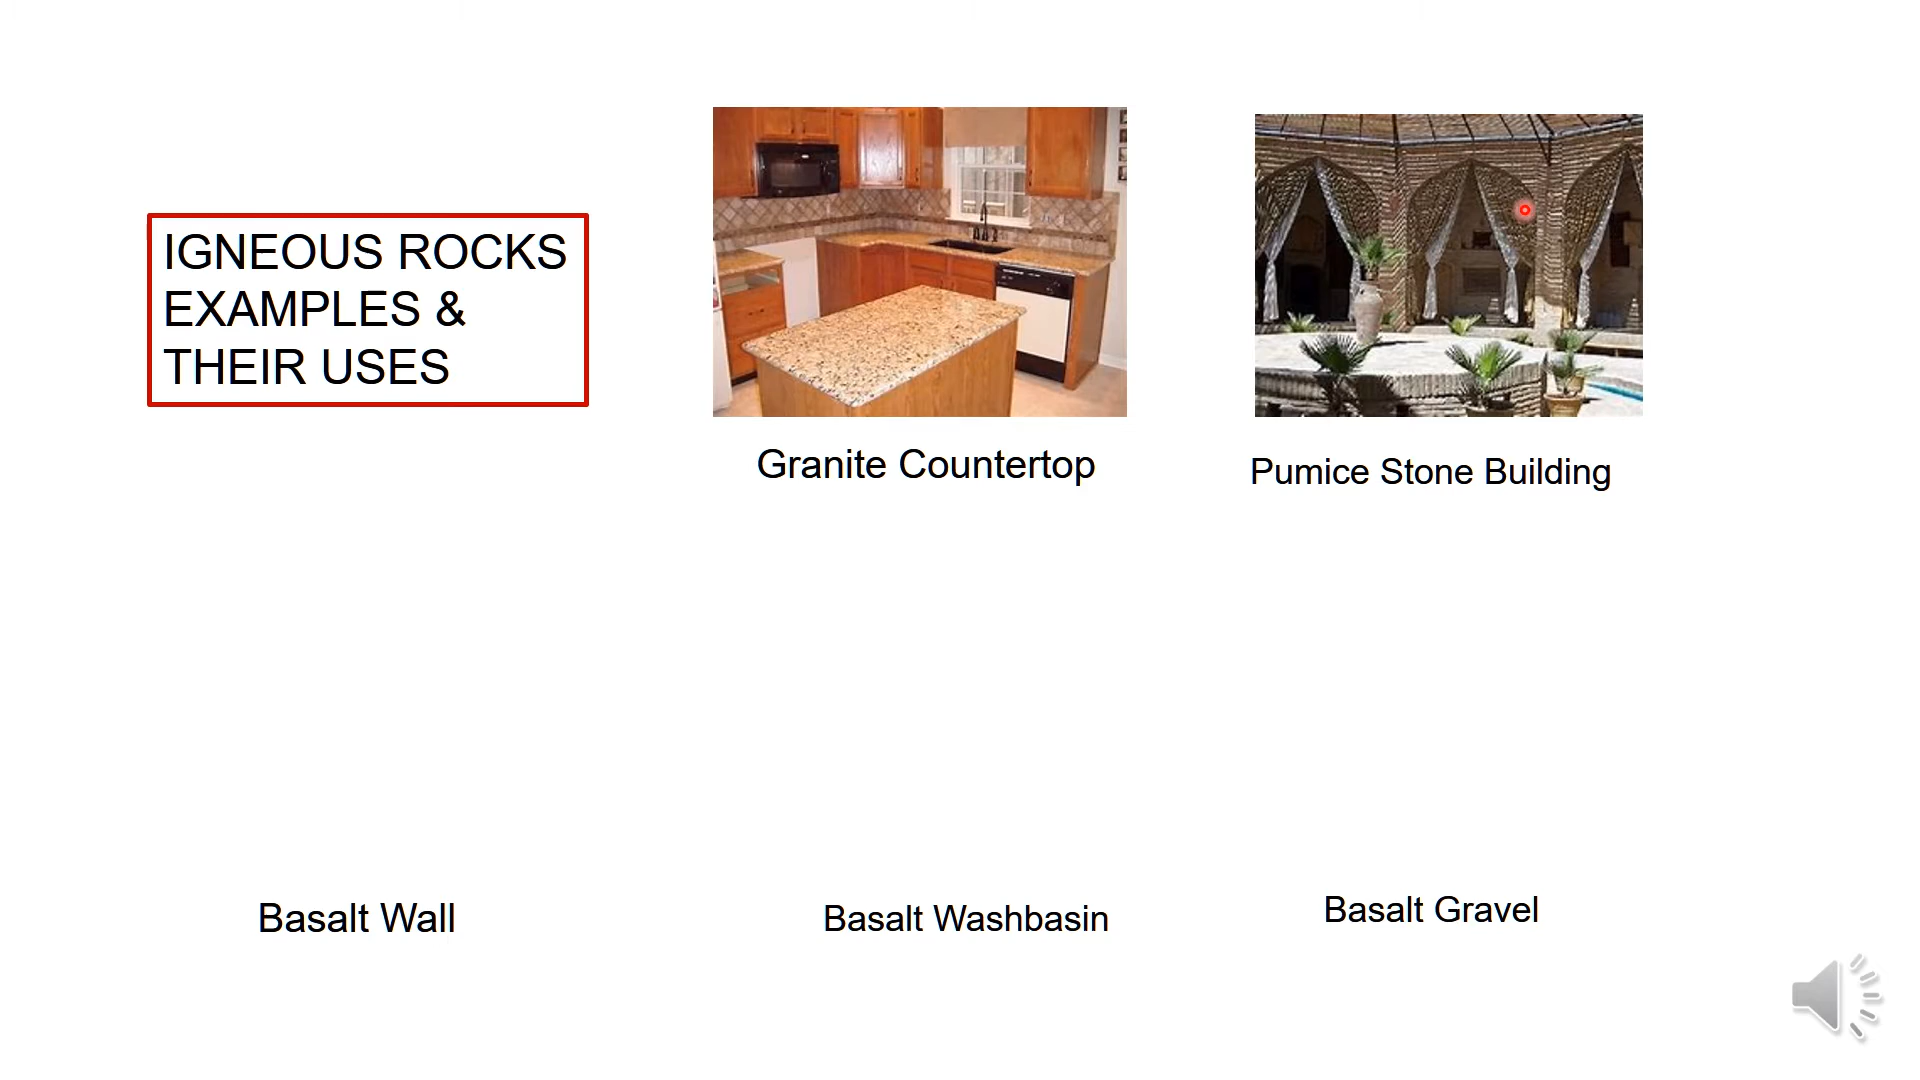 IGNEOUS ROCKS
EXAMPLES &
THEIR USES
Granite Countertop
Pumice Stone Building
Basalt Wall
Basalt Washbasin
Basalt Gravel